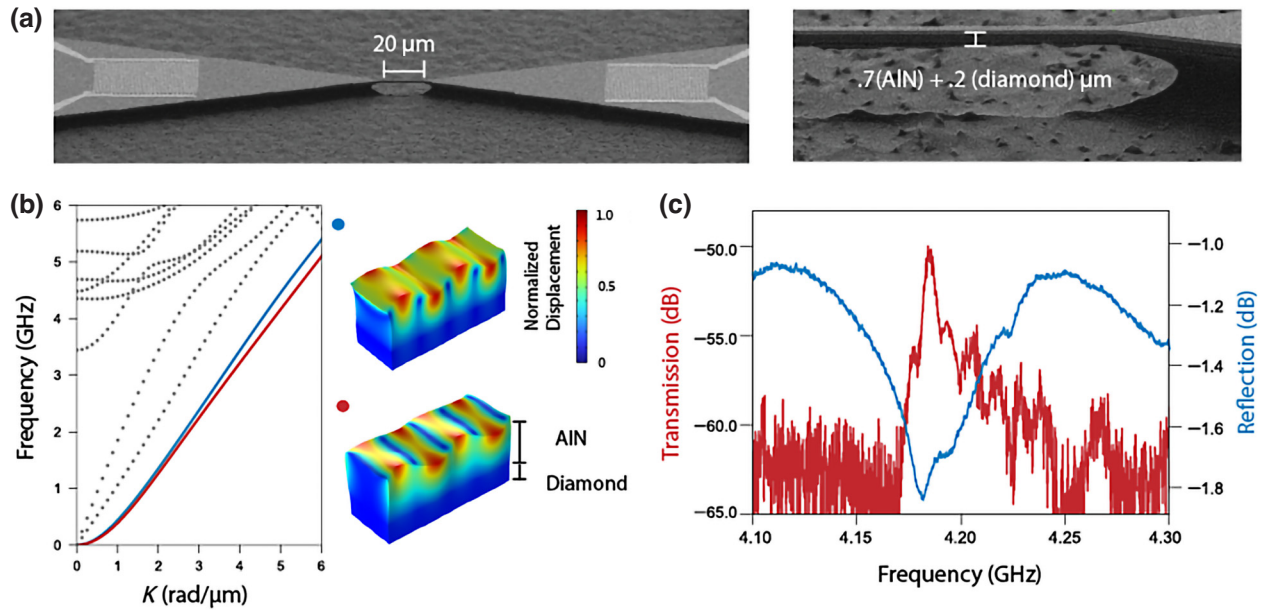 (a)
20 µm
.7(AlN) + .2 (diamond) µm
(b)
6
5
4
3
2
1
0
Frequency (GHz)
0 1 2 3 4 5 6
K (rad/µm)
Normalized
Displacement
1.0
0.5
0
AlN
Diamond
(c)
−50.0
−55.0
−60.0
−65.0
Transmission (dB)
−1.0
−1.2
−1.4
−1.6
−1.8
Reflection (dB)
4.10 4.15 4.20 4.25 4.30
Frequency (GHz)